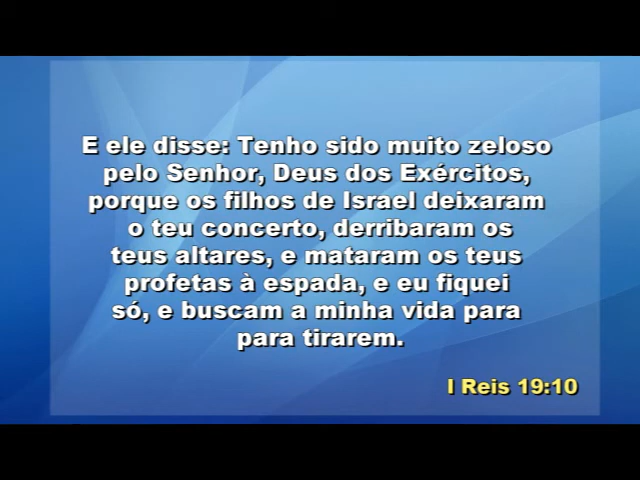 E ele disse: Tenho sido muito zeloso
pelo Senhor, Deus dos Exércitos,
porque os filhos de Israel deixaram
o teu concerto, derribaram os
teus altares, e mataram os teus
profetas à espada, e eu fiquei
só, e buscam a minha vida para
para tirarem.
I Reis 19:10